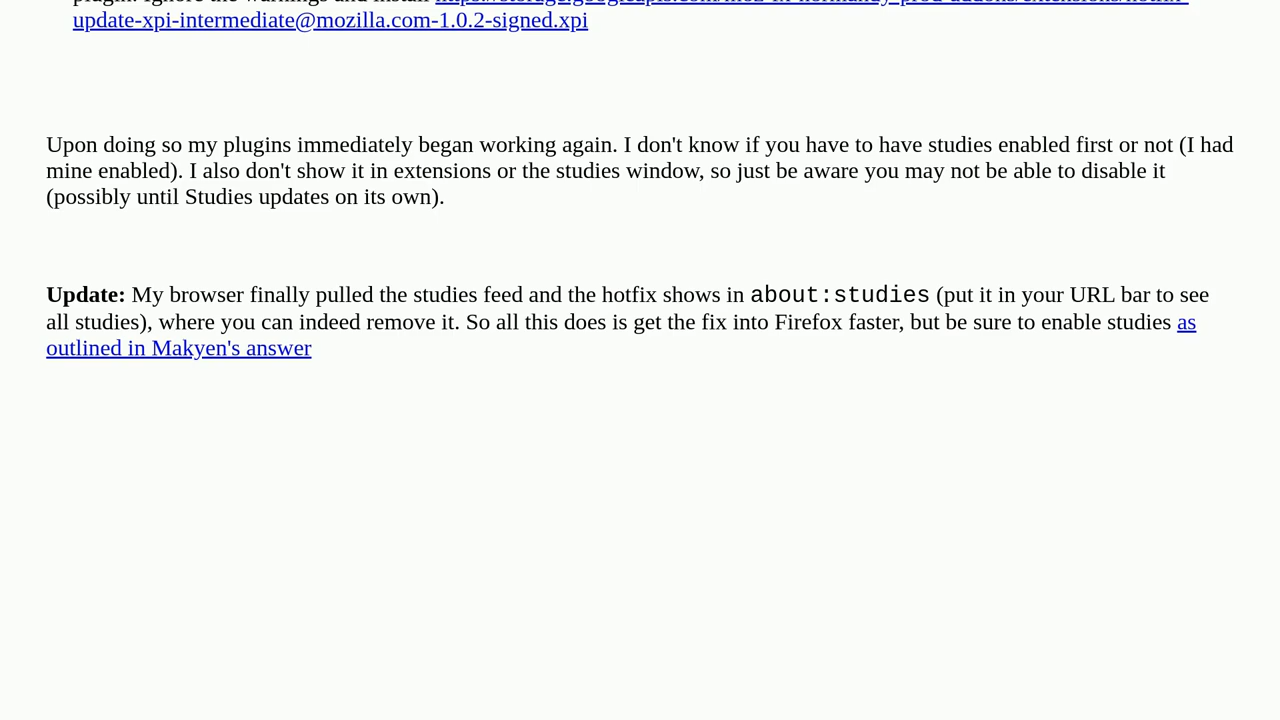 update-xpi-intermediate@mozilla.com-1.0.2-signed.xpi
Upon doing so my plugins immediately began working again. I don't know if you have to have studies enabled first or not (I had
mine enabled). I also don't show it in extensions or the studies window, so just be aware you may not be able to disable it
(possibly until Studies updates on its own).
Update: My browser finally pulled the studies feed and the hotfix shows in about:studies (put it in your URL bar to see
all studies), where you can indeed remove it. So all this does is get the fix into Firefox faster, but be sure to enable studies as
outlined in Makyen's answer